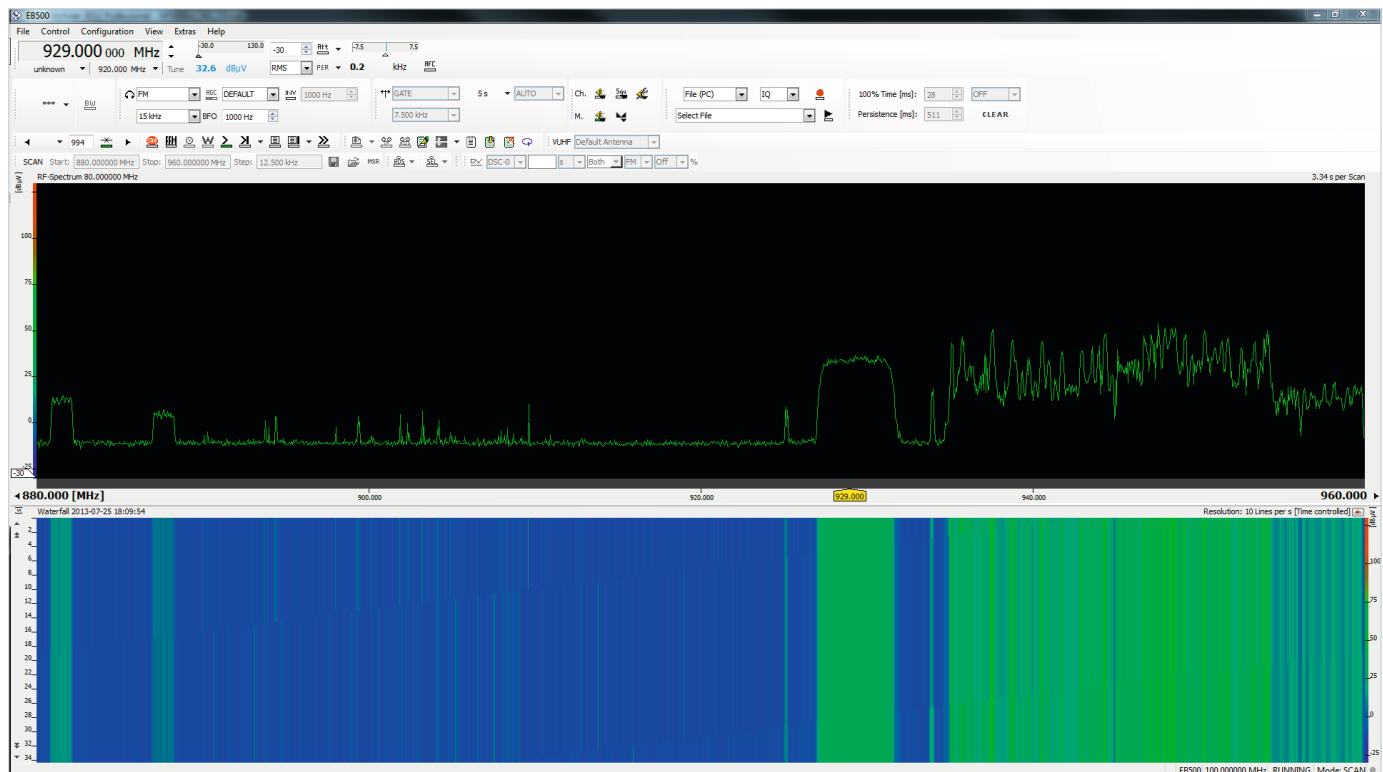 EB500
File Control Configuration View Extras Help
929.000 000 MHz -30.0 130.0 -30 Att -7.5 7.5
unknown 920.000 MHz Tune 32.6 dBµV RMS PER 0.2 kHz AFC
BW FM AGC DEFAULT INV 1000 Hz GATE 5 s AUTO Ch. Squ File (PC) IQ 100% Time [ms]: 28 OFF
15 kHz BFO 1000 Hz 7.500 kHz M. Select File Persistence [ms]: 511 CLEAR
994 VUHF Default Antenna
SCAN Start: 880.000000 MHz Stop: 960.000000 MHz Step: 12.500 kHz MSR DSC-0 s Both FM Off %
[dBµV] RF-Spectrum 80.000000 MHz 3.34 s per Scan
100
75
50
25
0
-25
-30
880.000 [MHz] 900.000 920.000 929.000 940.000 960.000
[s] Waterfall 2013-07-25 18:09:54 Resolution: 10 Lines per s [Time controlled] [dBµV]
2
4
6
8
10
12
14
16
18
20
22
24
26
28
30
32
34
100
75
50
25
0
-25
EB500 100.000000 MHz RUNNING Mode: SCAN